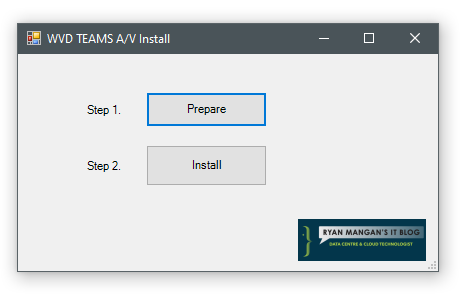 WVD TEAMS A/V Install
Step 1.
Prepare
Step 2.
Install
RYAN MANGAN'S IT BLOG
DATA CENTRE & CLOUD TECHNOLOGIST